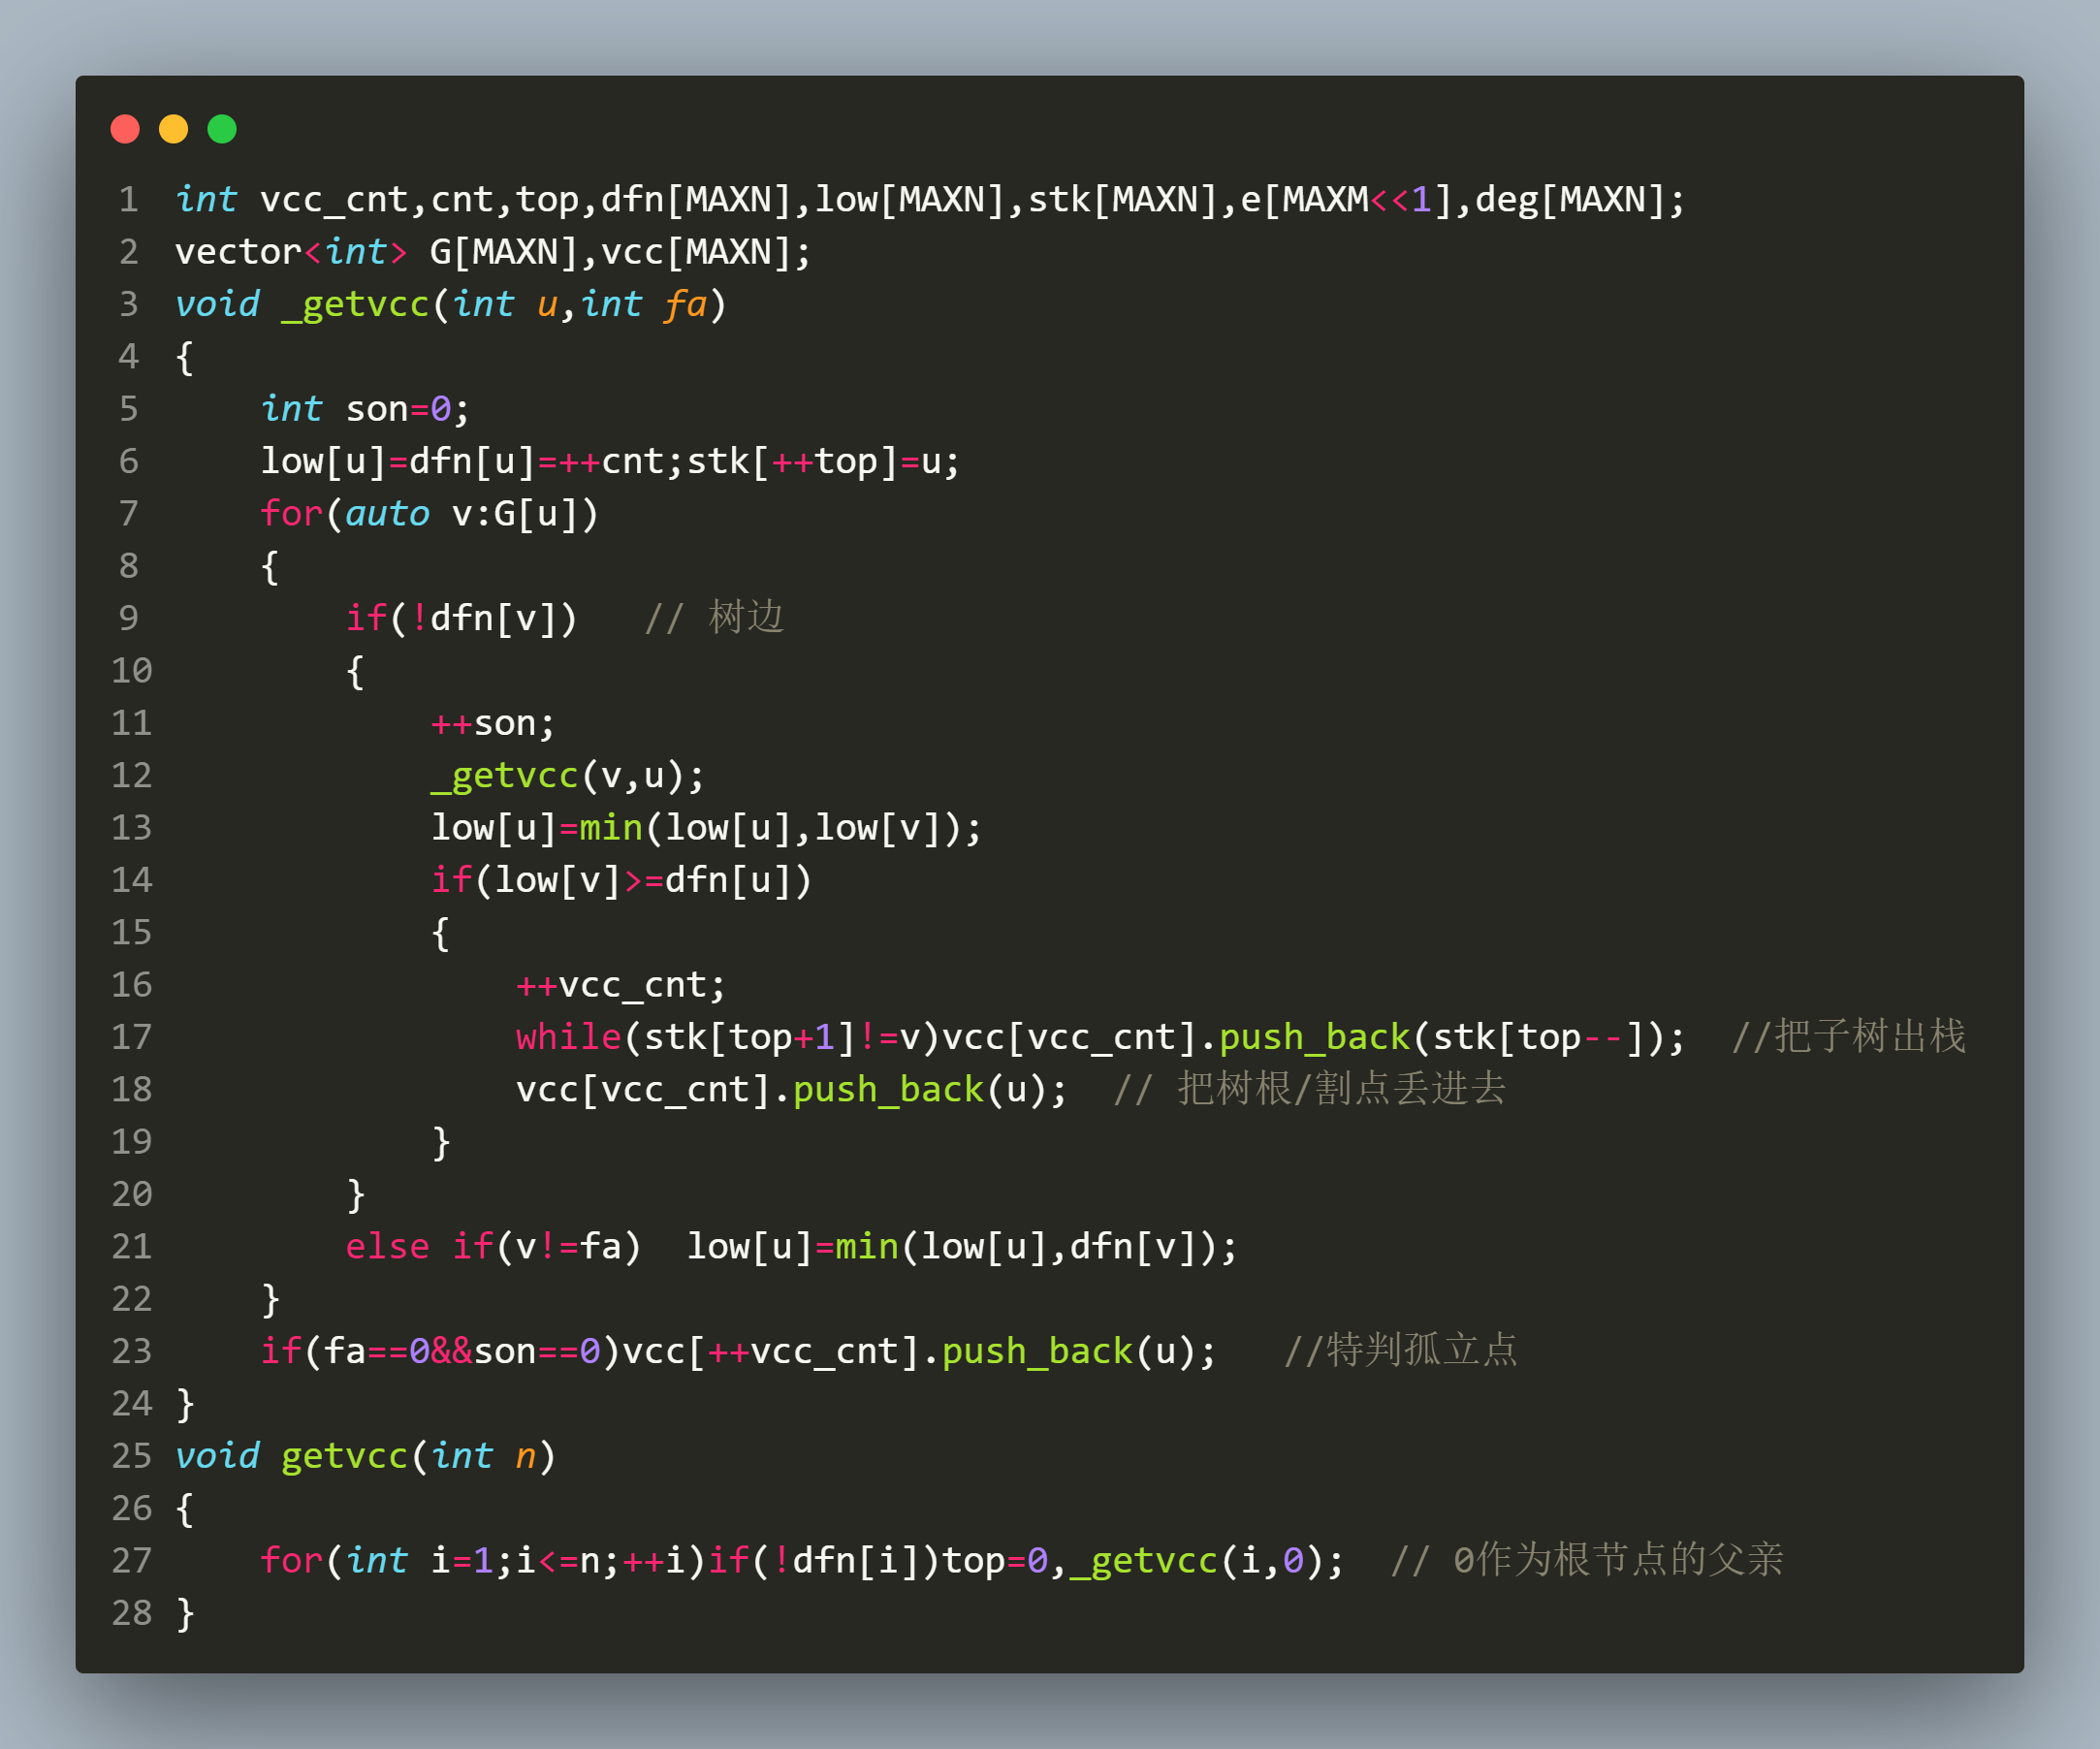 1 int vcc_cnt,cnt,top,dfn[MAXN],low[MAXN],stk[MAXN],e[MAXM<<1],deg[MAXN];
2 vector<int> G[MAXN],vcc[MAXN];
3 void _getvcc(int u,int fa)
4 {
5     int son=0;
6     low[u]=dfn[u]=++cnt;stk[++top]=u;
7     for(auto v:G[u])
8     {
9         if(!dfn[v])   // 树边
10         {
11             ++son;
12             _getvcc(v,u);
13             low[u]=min(low[u],low[v]);
14             if(low[v]>=dfn[u])
15             {
16                 ++vcc_cnt;
17                 while(stk[top+1]!=v)vcc[vcc_cnt].push_back(stk[top--]);  //把子树出栈
18                 vcc[vcc_cnt].push_back(u);  // 把树根/割点丢进去
19             }
20         }
21         else if(v!=fa)  low[u]=min(low[u],dfn[v]);
22     }
23     if(fa==0&&son==0)vcc[++vcc_cnt].push_back(u);   //特判孤立点
24 }
25 void getvcc(int n)
26 {
27     for(int i=1;i<=n;++i)if(!dfn[i])top=0,_getvcc(i,0);  // 0作为根节点的父亲
28 }